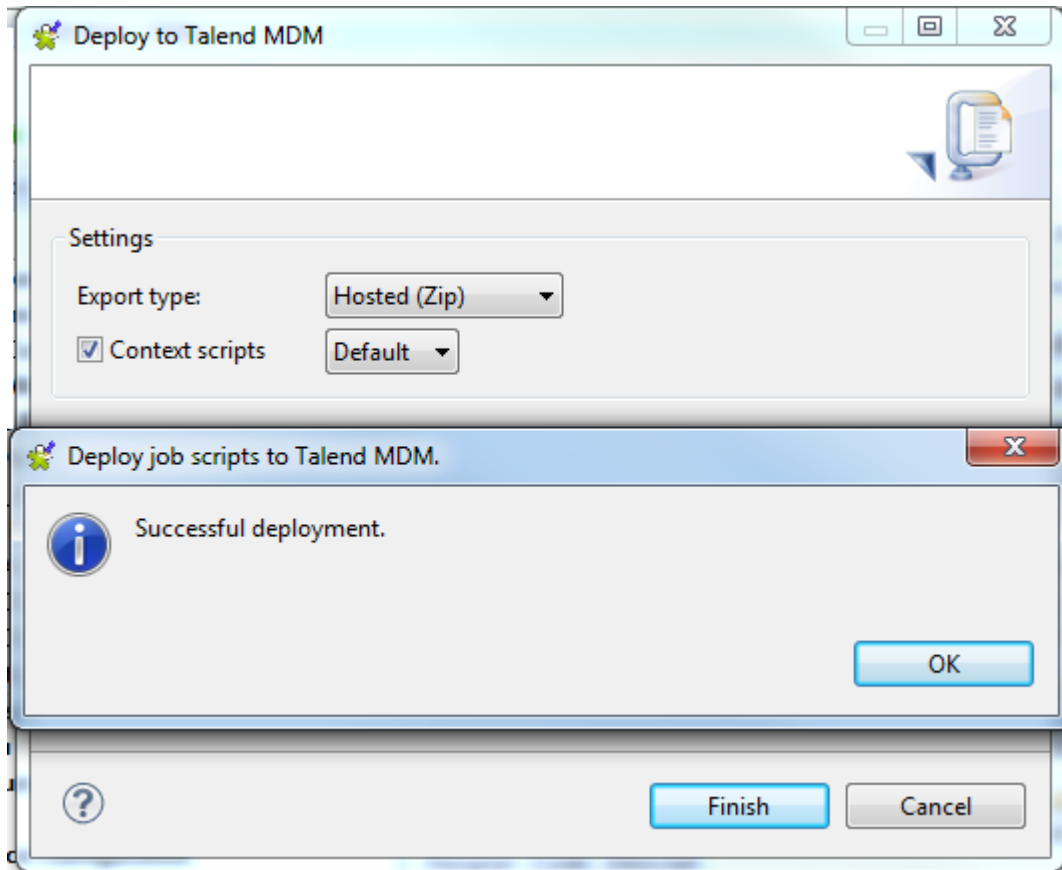 Deploy to Talend MDM
Settings
Export type: Hosted (Zip)
Context scripts Default
Deploy job scripts to Talend MDM.
Successful deployment.
OK
Finish Cancel